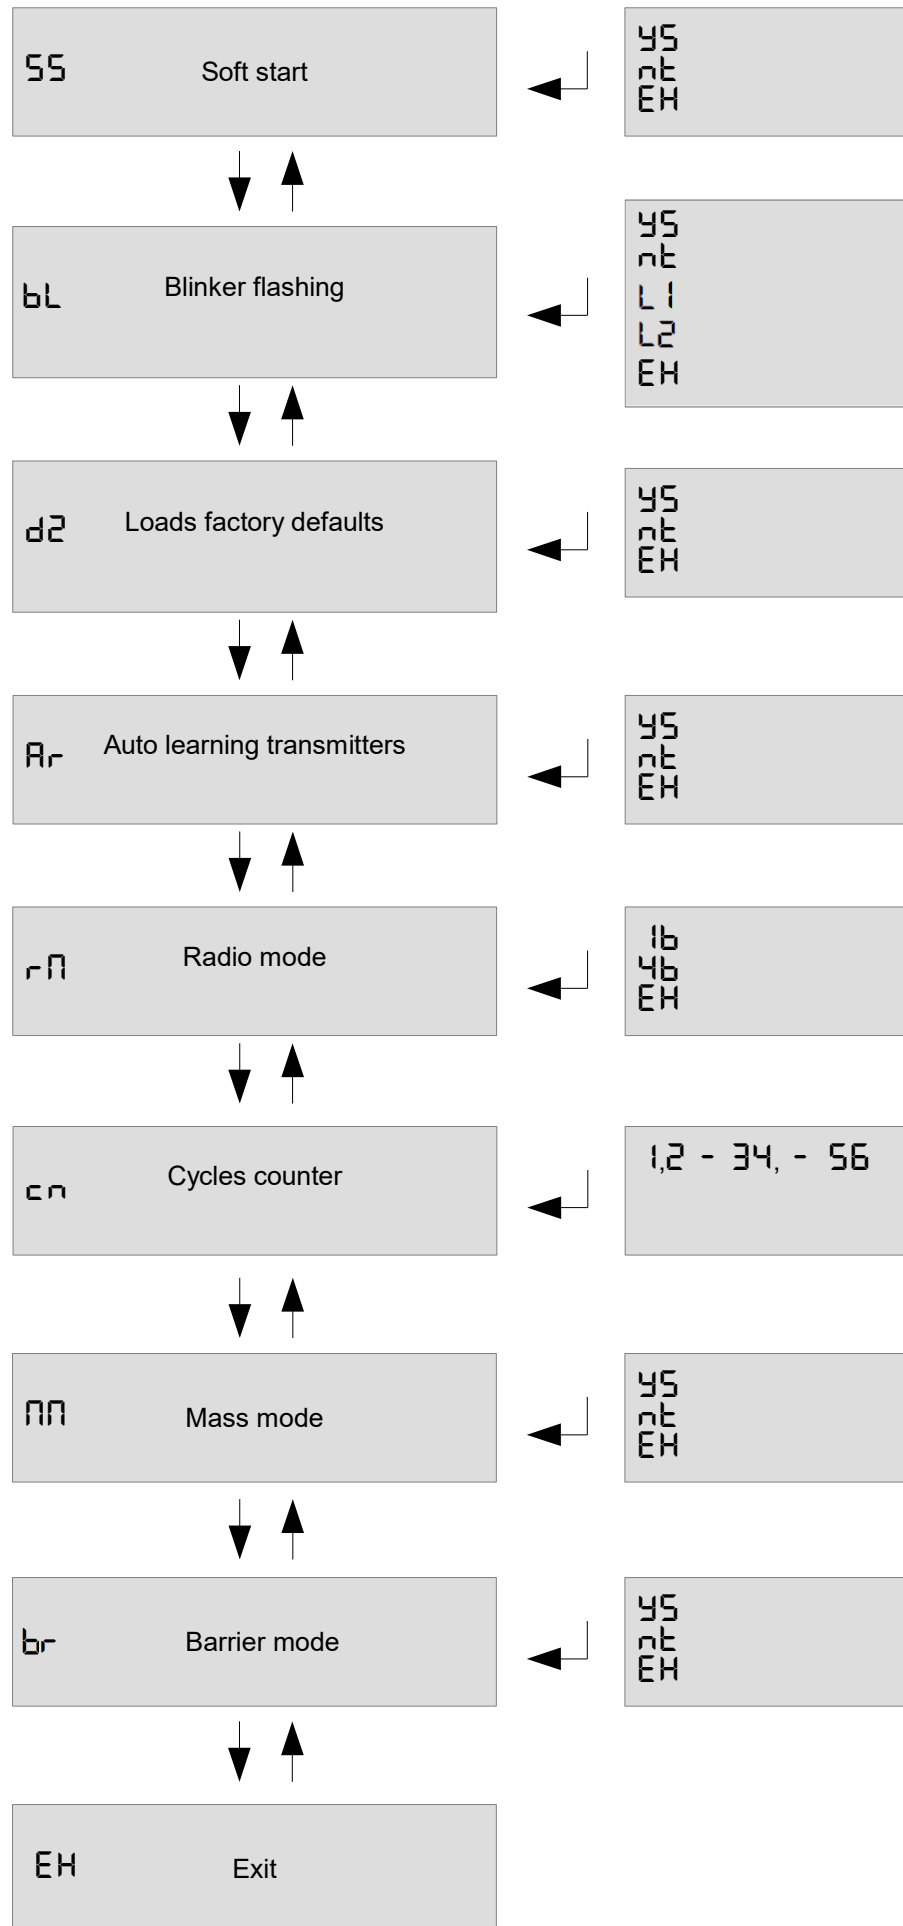 SS Soft start
YS
nt
EH
bL Blinker flashing
YS
nt
L1
L2
EH
d2 Loads factory defaults
YS
nt
EH
Ar Auto learning transmitters
YS
nt
EH
rM Radio mode
1b
4b
EH
cn Cycles counter
1,2 - 34, - 56
MM Mass mode
YS
nt
EH
br Barrier mode
YS
nt
EH
EH Exit